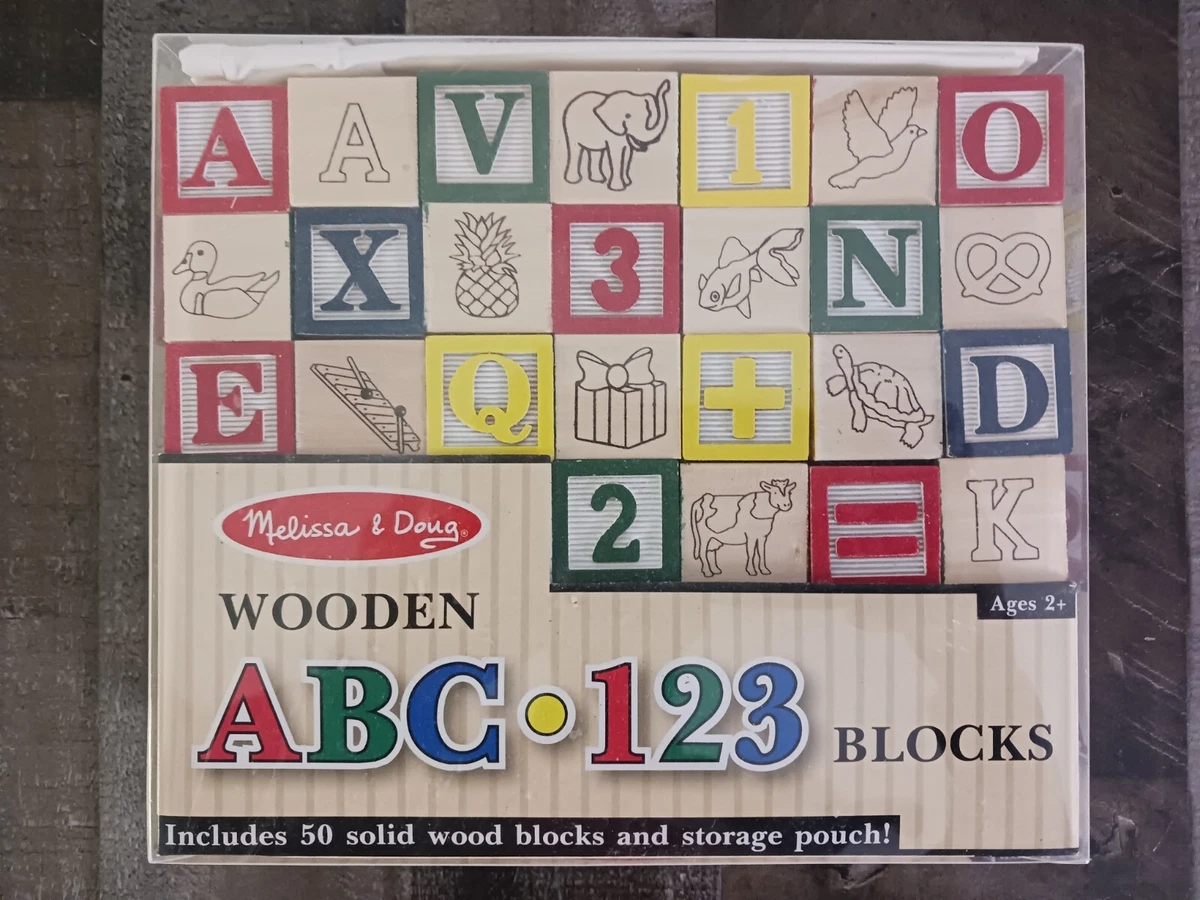 A A V 1 O
X 3 N
E Q + D
2 = K
Melissa & Doug®
Ages 2+
WOODEN
ABC•123
BLOCKS
Includes 50 solid wood blocks and storage pouch!